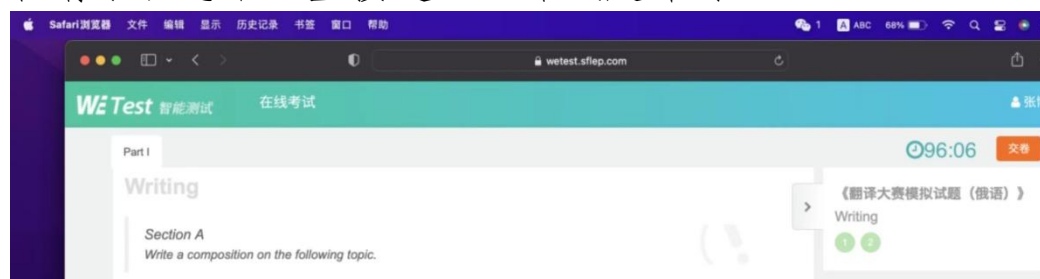 Safari浏览器 文件 编辑 显示 历史记录 书签 窗口 帮助 1 A ABC 68%
wetest.sflep.com
WE Test 智能测试 在线考试
Part I 96:06 交卷
Writing
《翻译大赛模拟试题（俄语）》
Writing
Section A
1 2
Write a composition on the following topic.